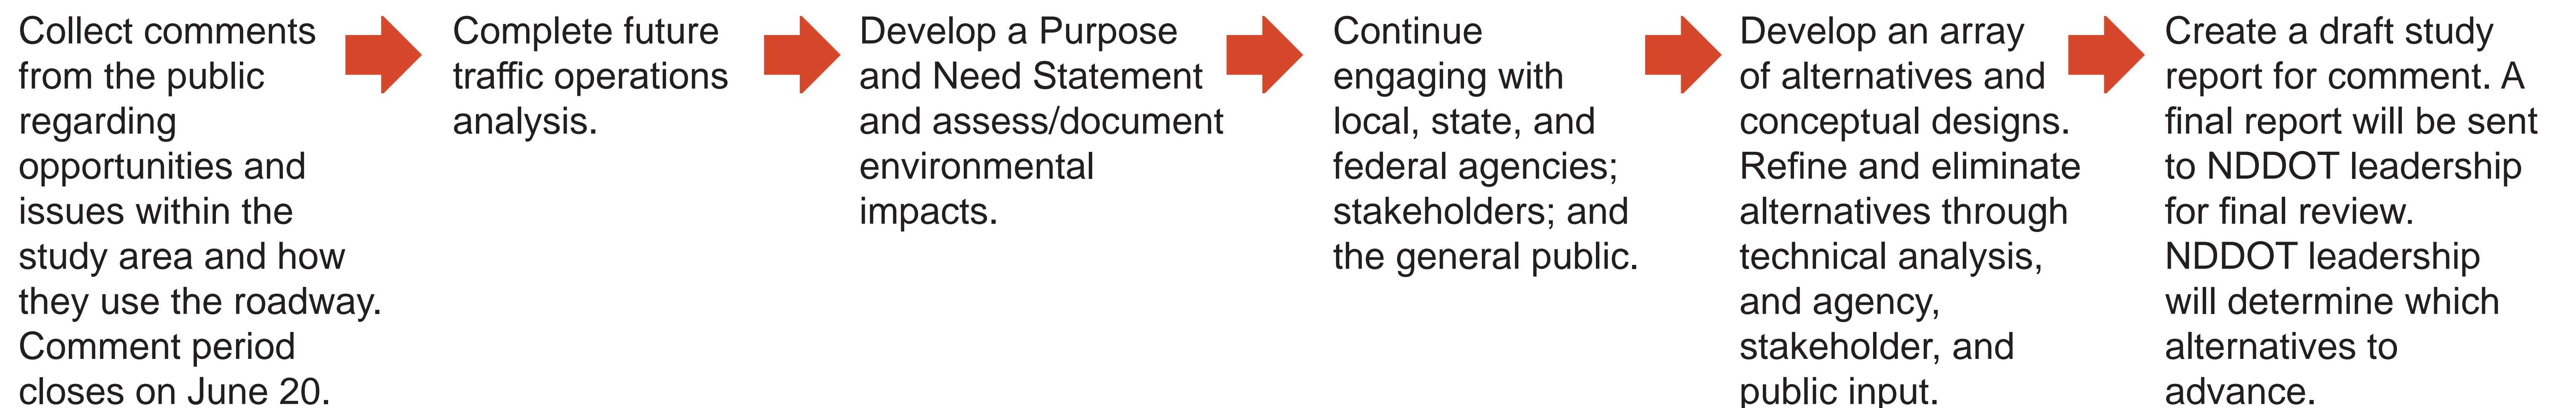 Collect comments
from the public
regarding
opportunities and
issues within the
study area and how
they use the roadway.
Comment period
closes on June 20.
Complete future
traffic operations
analysis.
Develop a Purpose
and Need Statement
and assess/document
environmental
impacts.
Continue
engaging with
local, state, and
federal agencies;
stakeholders; and
the general public.
Develop an array
of alternatives and
conceptual designs.
Refine and eliminate
alternatives through
technical analysis,
and agency,
stakeholder, and
public input.
Create a draft study
report for comment. A
final report will be sent
to NDDOT leadership
for final review.
NDDOT leadership
will determine which
alternatives to
advance.